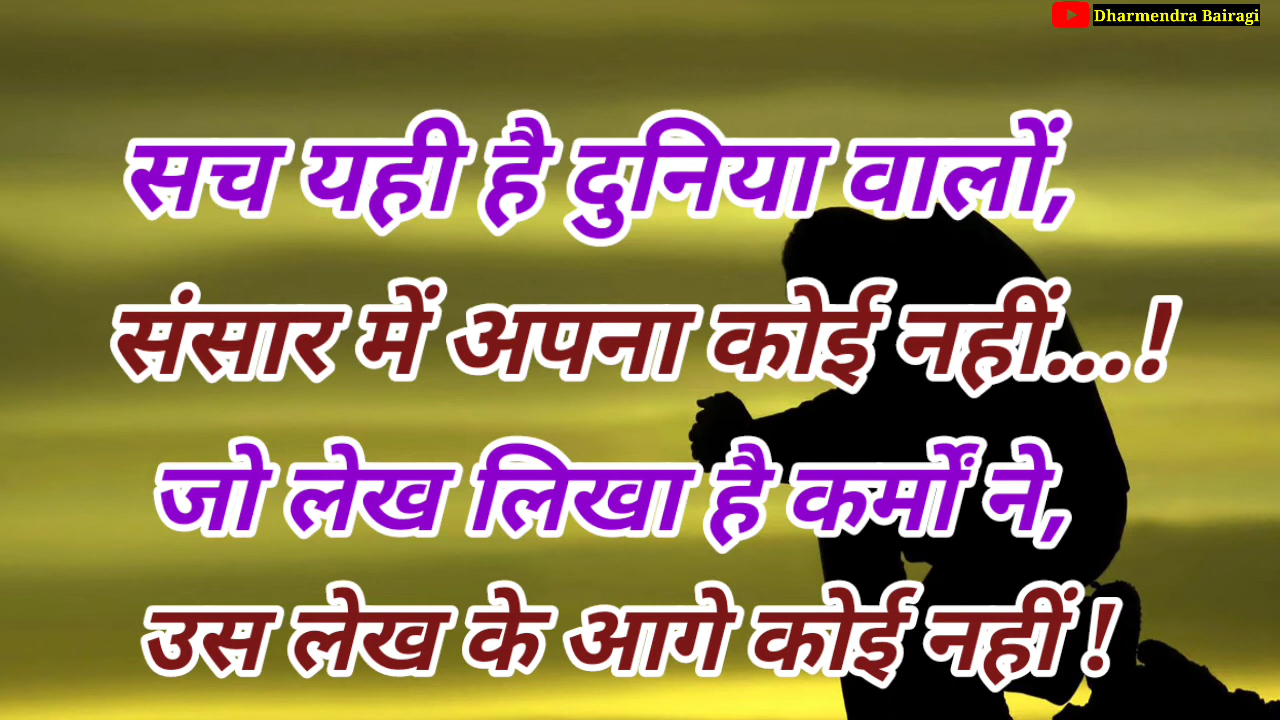 Dharmendra Bairagi
सच यही है दुनिया वालों,
संसार में अपना कोई नहीं...!
जो लेख लिखा है कर्मों ने,
उस लेख के आगे कोई नहीं !